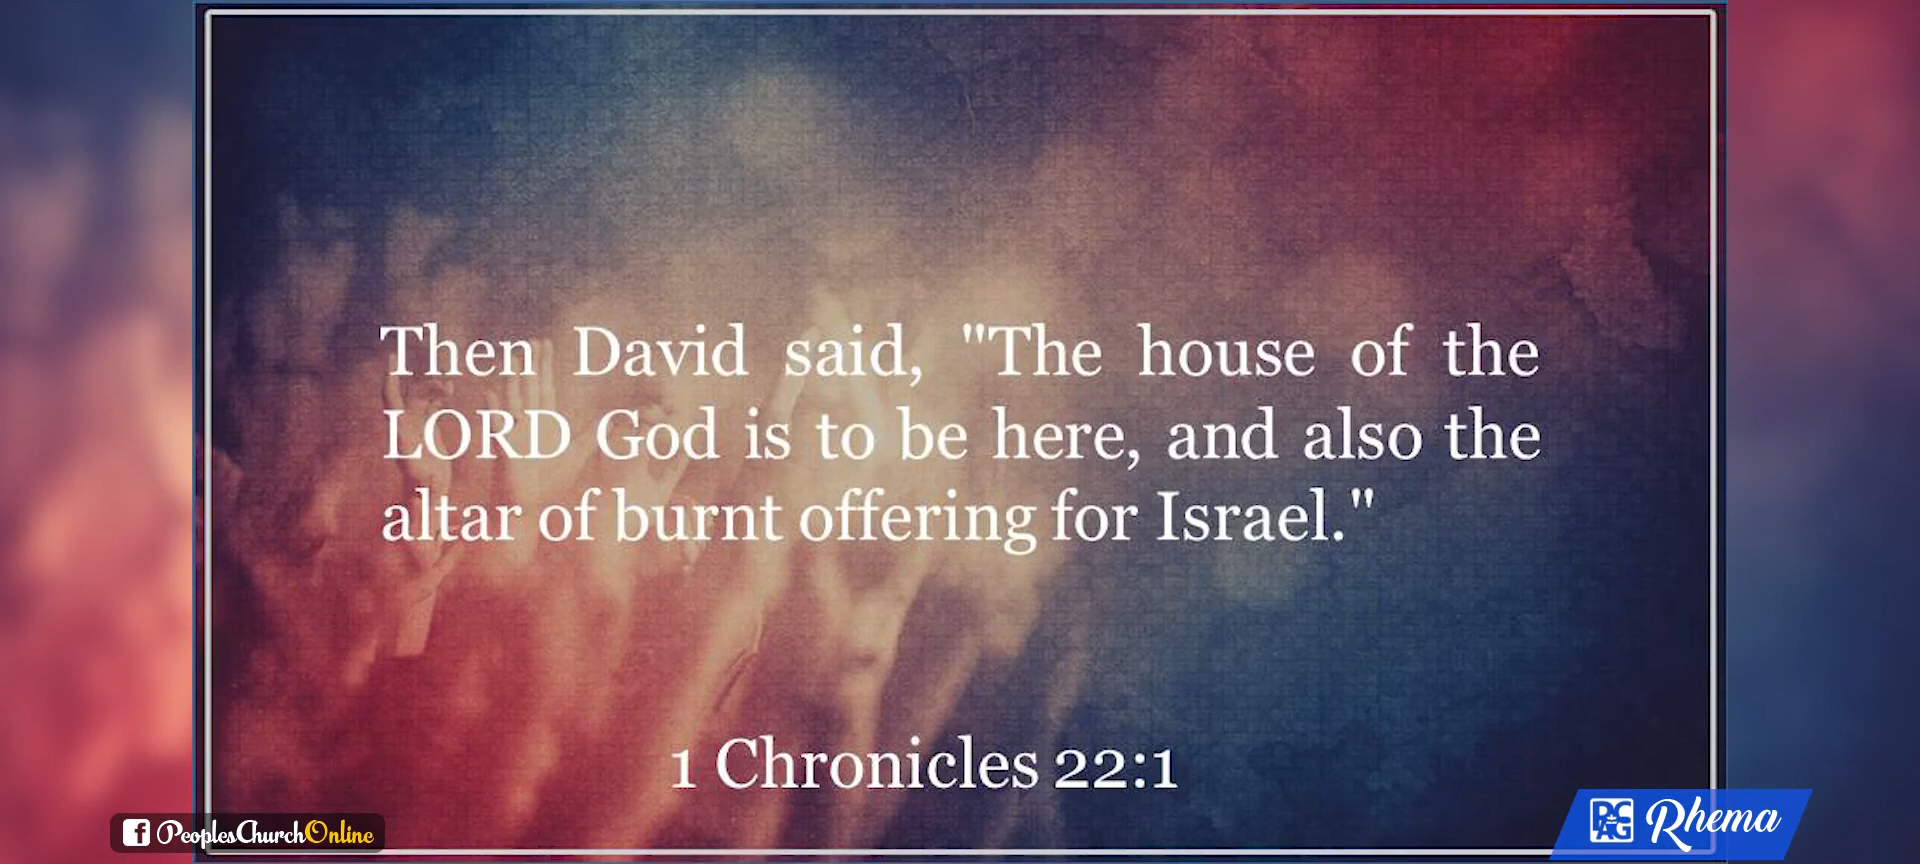 Then David said, "The house of the
LORD God is to be here, and also the
altar of burnt offering for Israel."
1 Chronicles 22:1
PeoplesChurchOnline
PCAG Rhema